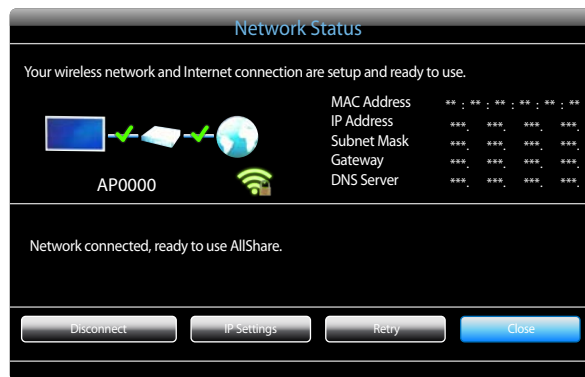 Network Status
Your wireless network and Internet connection are setup and ready to use.
MAC Address ** : ** : ** : ** : ** : **
IP Address ***. ***. ***. ***
Subnet Mask ***. ***. ***. ***.
Gateway ***. ***. ***. ***.
DNS Server ***. ***. ***. ***.
AP0000
Network connected, ready to use AllShare.
Disconnect IP Settings Retry Close